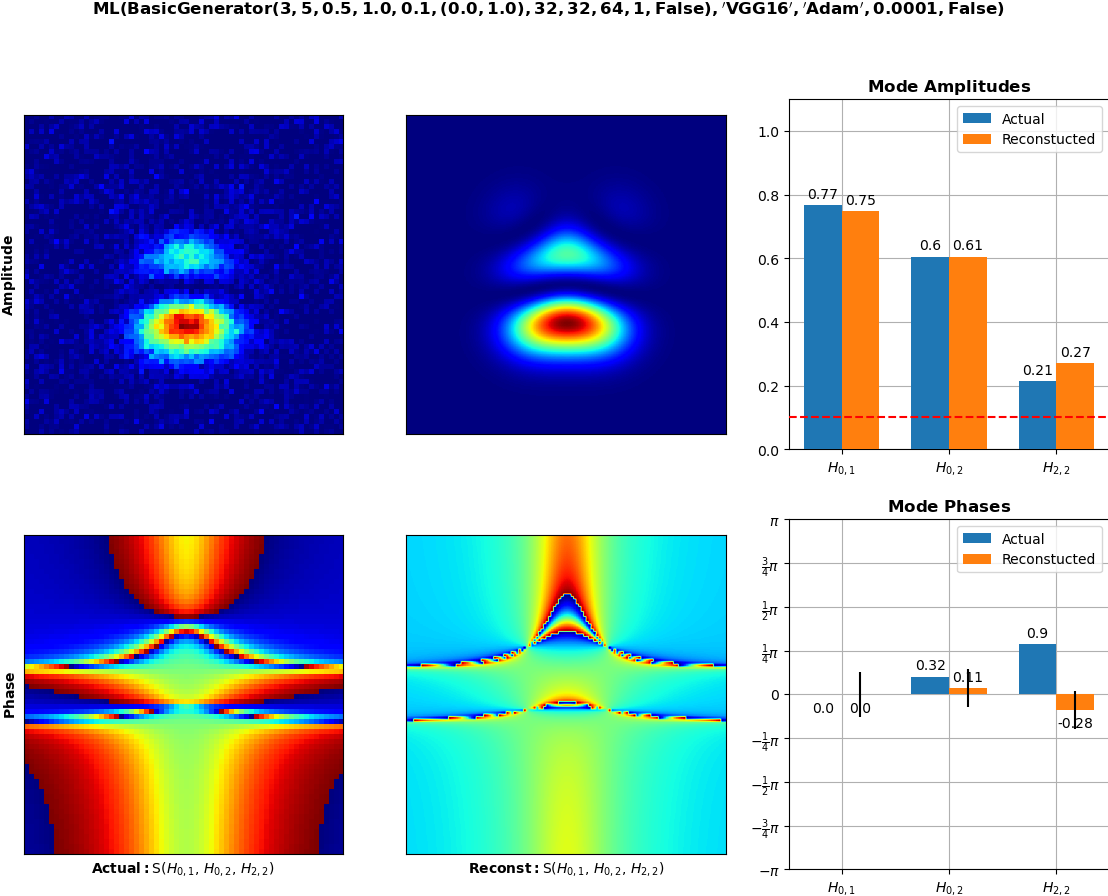 ML(BasicGenerator(3, 5, 0.5, 1.0, 0.1, (0.0, 1.0), 32, 32, 64, 1, False), 'VGG16', 'Adam', 0.0001, False)
Amplitude
Mode Amplitudes
Actual
Reconstucted
1.0
0.8
0.6
0.4
0.2
0.0
0.77
0.75
0.6
0.61
0.21
0.27
H0,1
H0,2
H2,2
Phase
Actual: S(H0,1, H0,2, H2,2)
Reconst: S(H0,1, H0,2, H2,2)
Mode Phases
Actual
Reconstucted
π
3/4π
1/2π
1/4π
0
−1/4π
−1/2π
−3/4π
−π
0.0
0.0
0.32
0.11
0.9
-0.28
H0,1
H0,2
H2,2